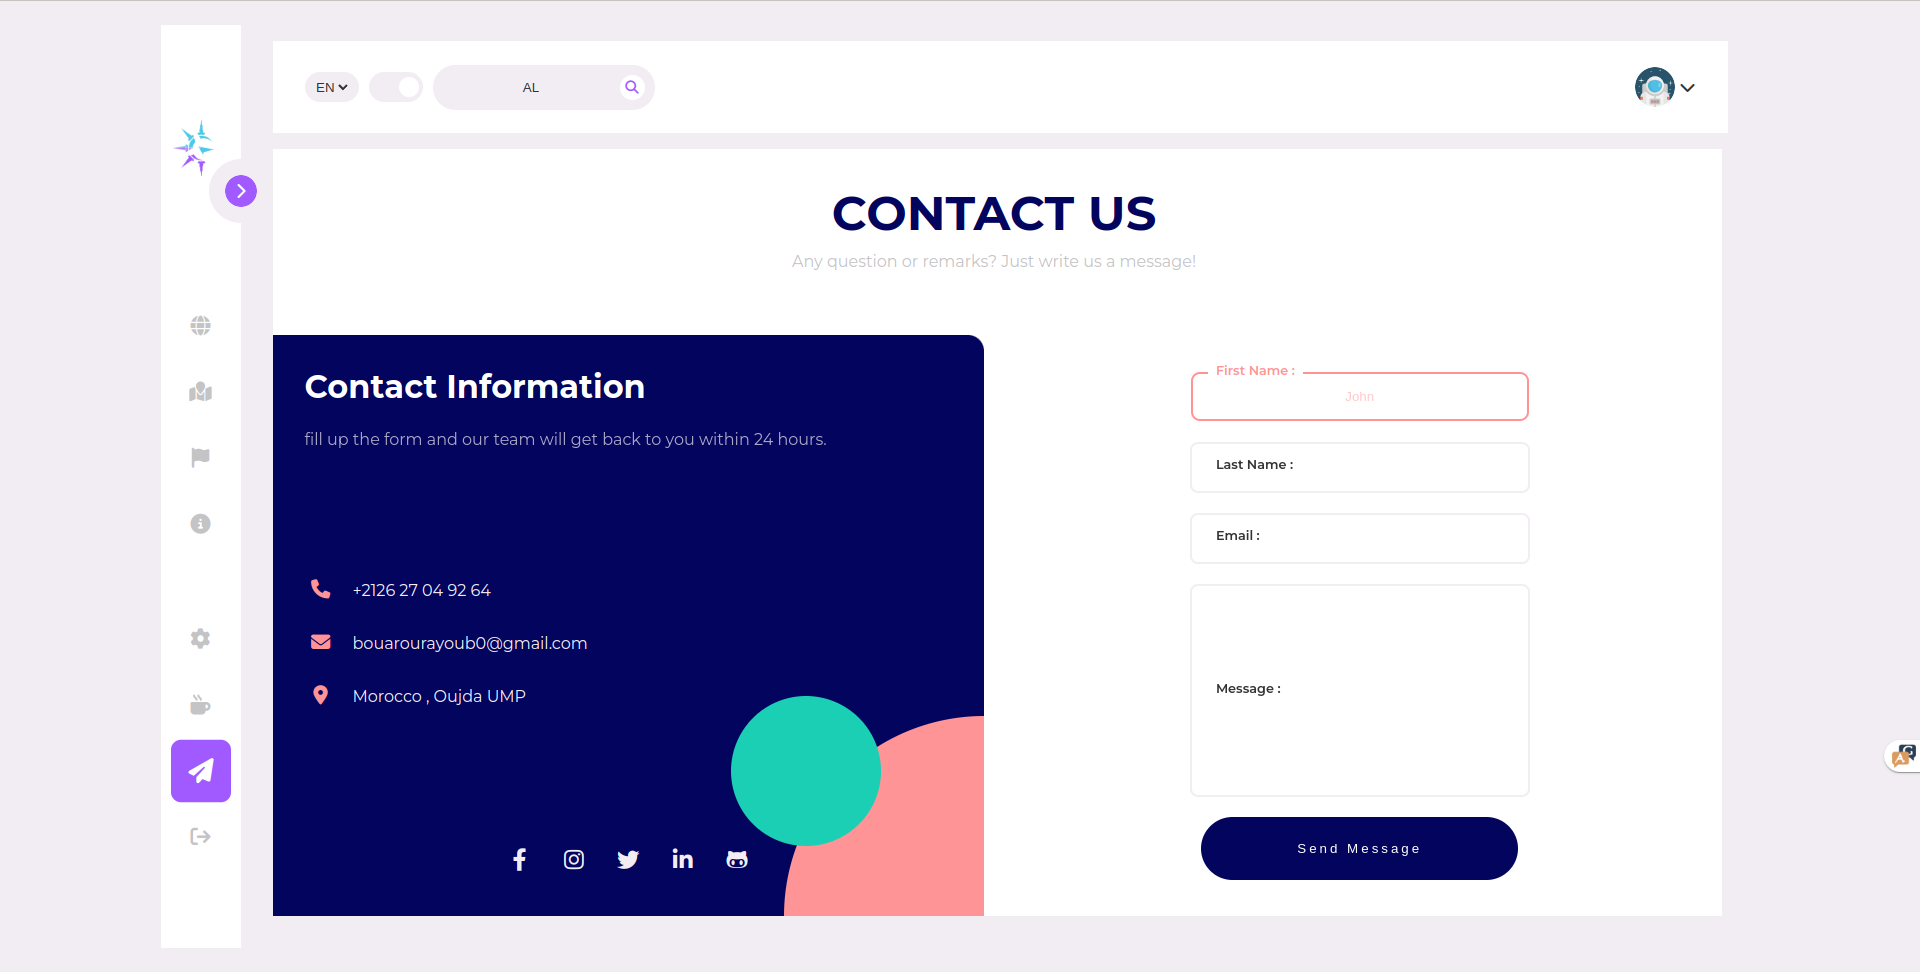 EN
AL
CONTACT US
Any question or remarks? Just write us a message!
Contact Information
fill up the form and our team will get back to you within 24 hours.
+2126 27 04 92 64
bouarourayoub0@gmail.com
Morocco , Oujda UMP
First Name :
John
Last Name :
Email :
Message :
Send Message